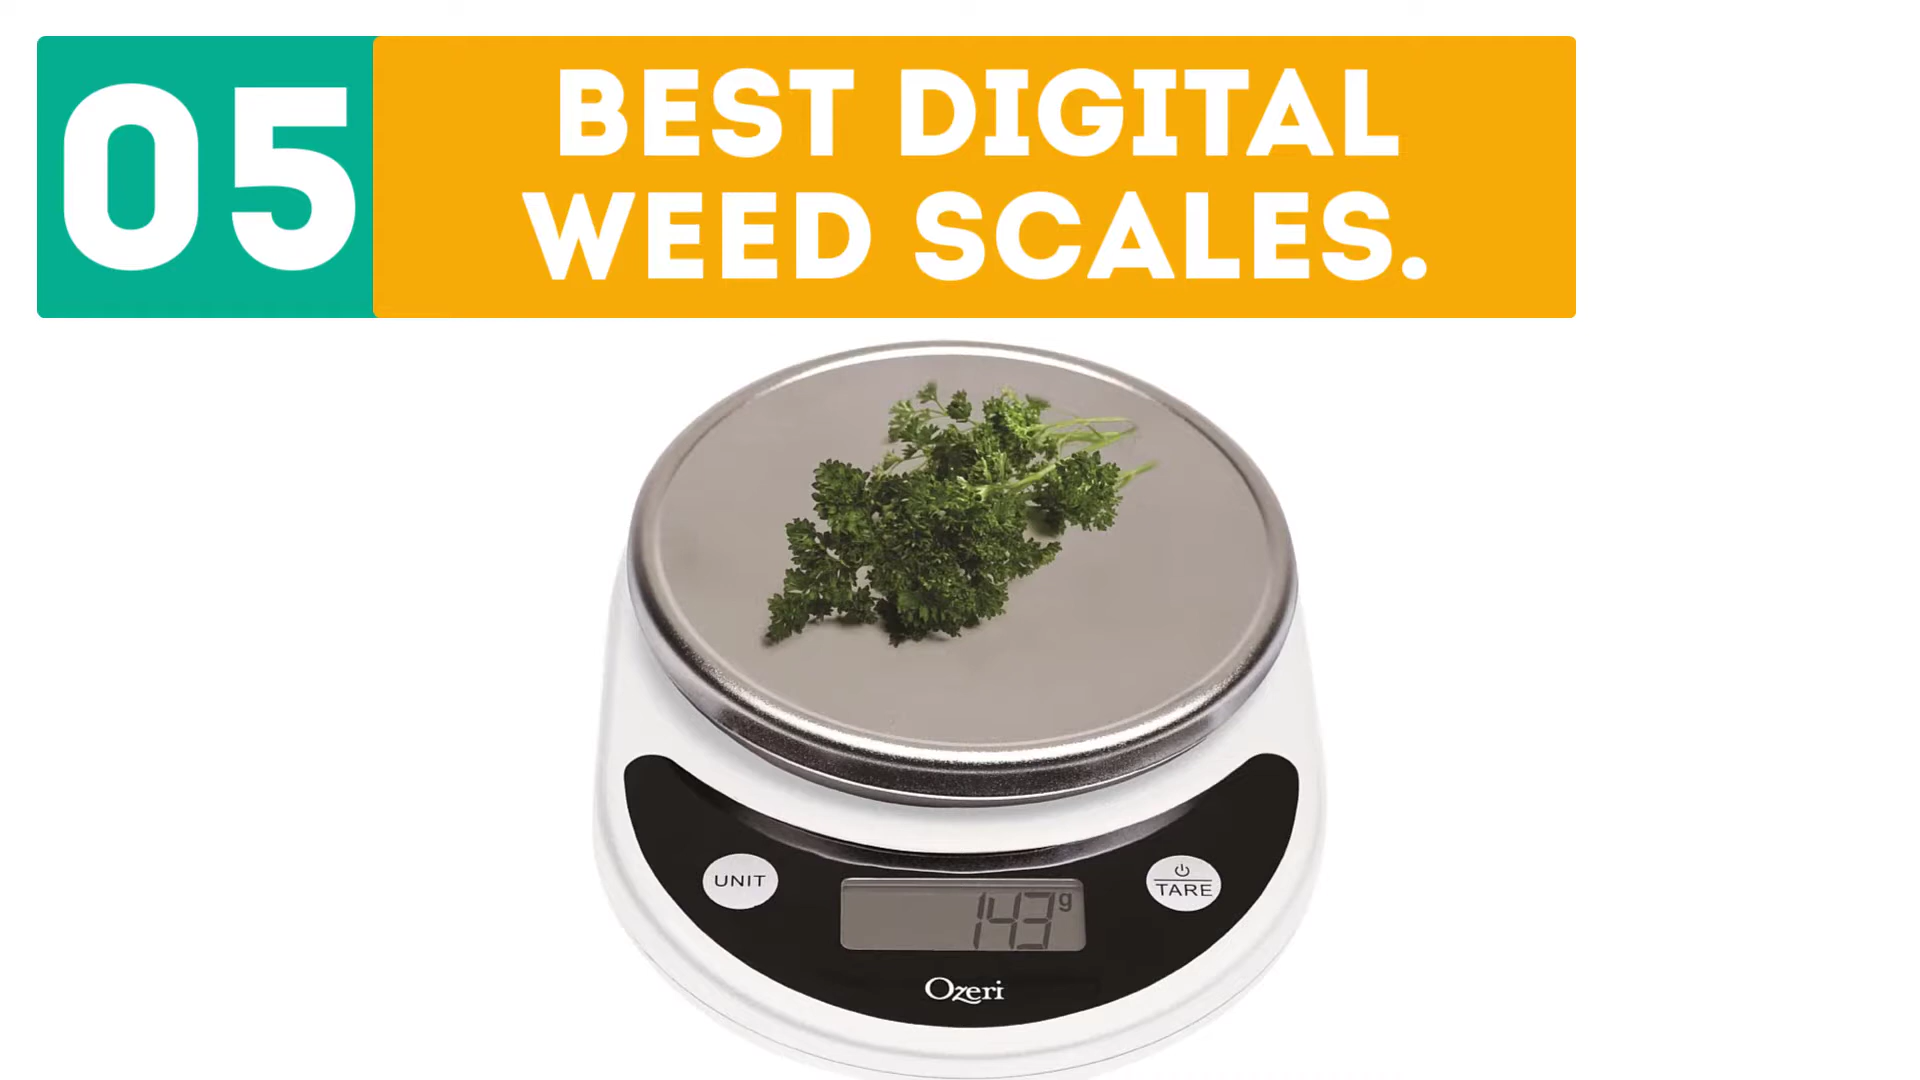 05
BEST DIGITAL
WEED SCALES.
UNIT
143g
TARE
Ozeri